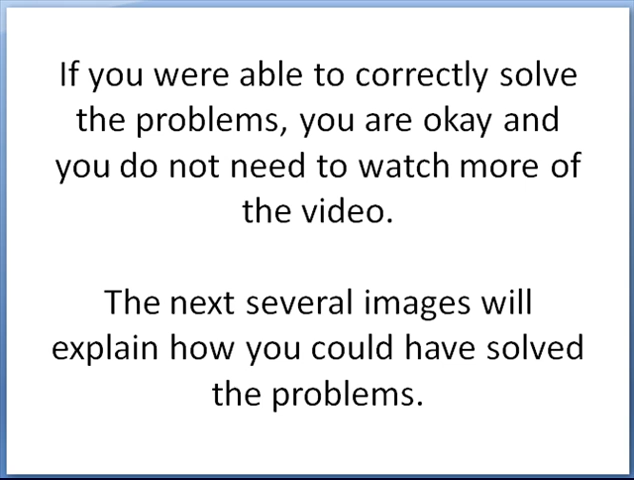 If you were able to correctly solve
the problems, you are okay and
you do not need to watch more of
the video.
The next several images will
explain how you could have solved
the problems.